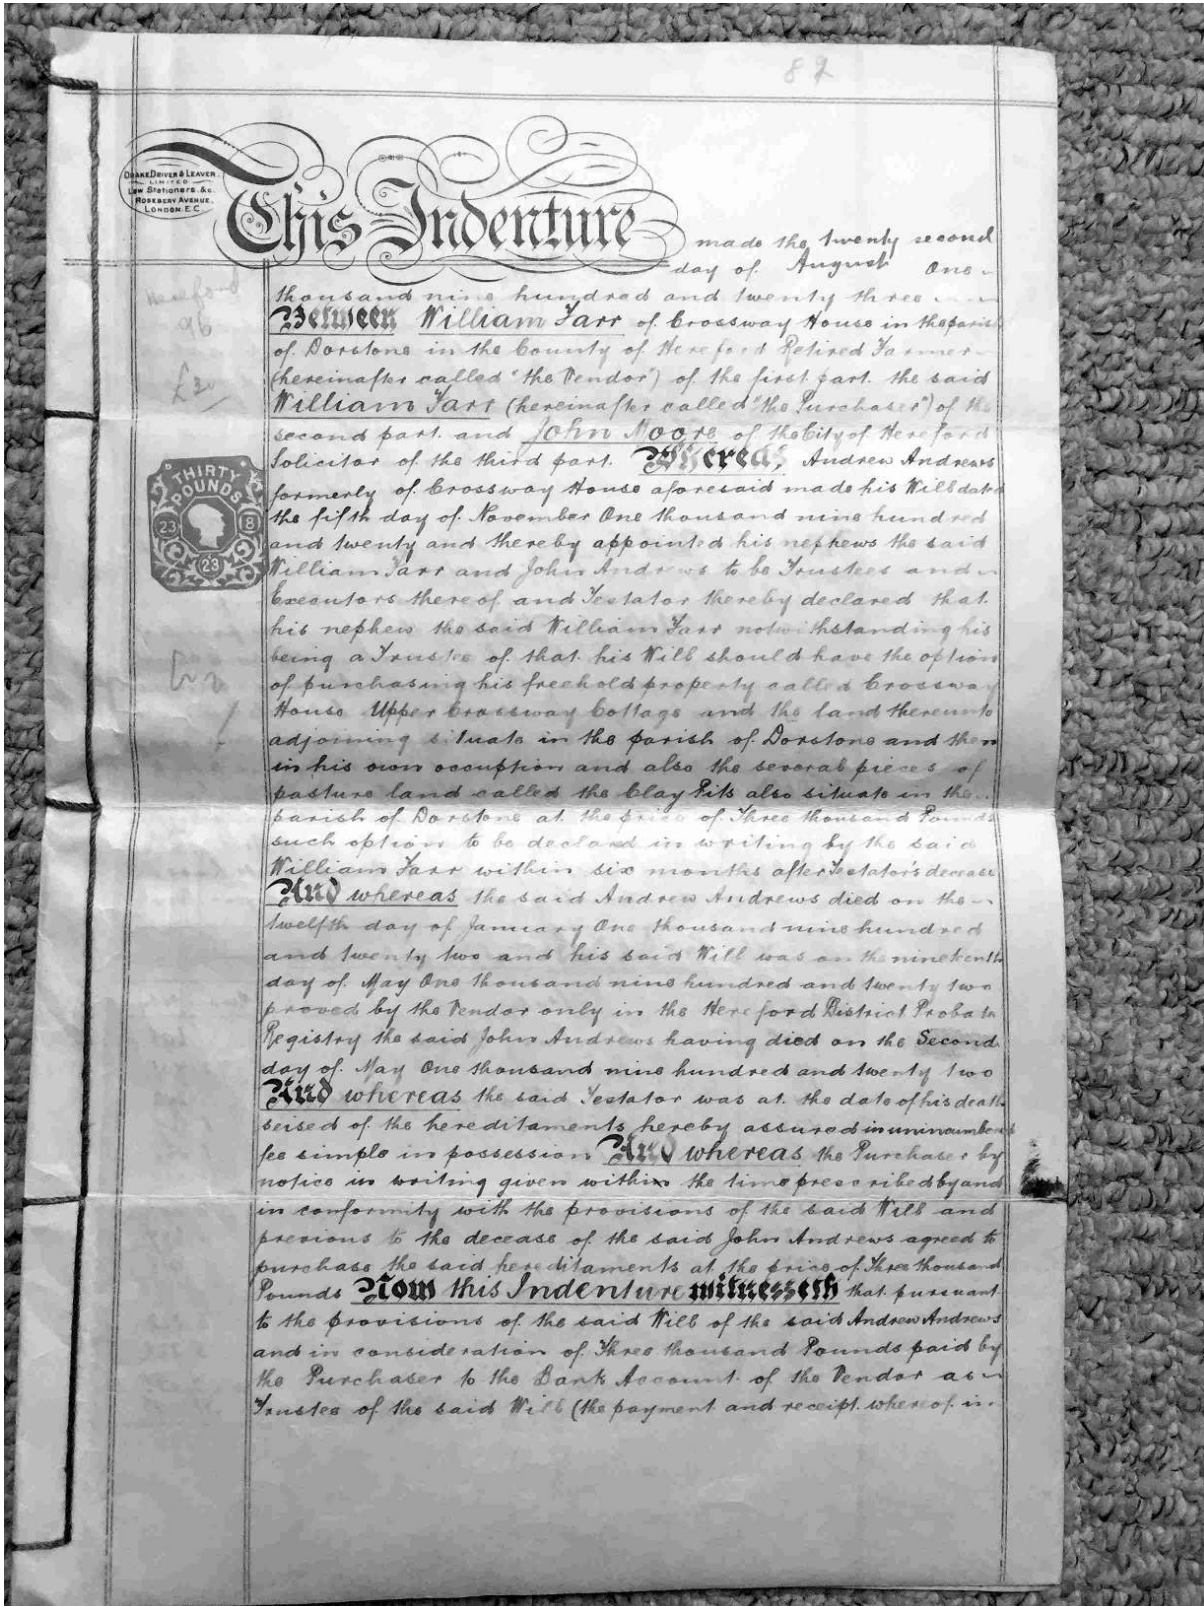 82
DRAKE DRIVER & LEAVER
LIMITED
Law Stationers &c.
ROSEBERY AVENUE,
LONDON. E.C
This Indenture made the twenty second
day of August One
thousand nine hundred and twenty three
Between William Farr of Crossway House in the parish
of Dorstone in the County of Hereford Retired Farmer
(hereinafter called "the Vendor") of the first part the said
William Farr (hereinafter called "the Purchaser") of the
second part and John Moore of the City of Hereford
Solicitor of the third part. Whereas Andrew Andrews
formerly of Crossway House aforesaid made his Will dated
the fifth day of November One thousand nine hundred
and twenty and thereby appointed his nephews the said
William Farr and John Andrews to be Trustees and
Executors thereof and Testator thereby declared that
his nephew the said William Farr notwithstanding his
being a Trustee of that his Will should have the option
of purchasing his freehold property called Crossway
House Upper Crossway Cottage and the land thereunto
adjoining situate in the parish of Dorstone and then
in his own occuption and also the several pieces of
pasture land called the Clay Pits also situate in the
parish of Dorstone at the price of Three thousand Pounds
such option to be declared in writing by the said
William Farr within six months after Testator's decease
And whereas the said Andrew Andrews died on the
twelfth day of January One thousand nine hundred
and twenty two and his said Will was on the nineteenth
day of May One thousand nine hundred and twenty two
proved by the Vendor only in the Hereford District Probate
Registry the said John Andrews having died on the Second
day of May One thousand nine hundred and twenty two
And whereas the said Testator was at the date of his death
seised of the hereditaments hereby assured in unincumbered
fee simple in possession And whereas the Purchaser by
notice in writing given within the time prescribed by and
in conformity with the provisions of the said Will and
previous to the decease of the said John Andrews agreed to
purchase the said hereditaments at the price of Three thousand
Pounds Now this Indenture witnesseth that pursuant
to the provisions of the said Will of the said Andrew Andrews
and in consideration of Three thousand Pounds paid by
the Purchaser to the Bank Account of the Vendor as
Trustee of the said Will (the payment and receipt whereof in
Hereford
96
£30
THIRTY
POUNDS
23 8
23